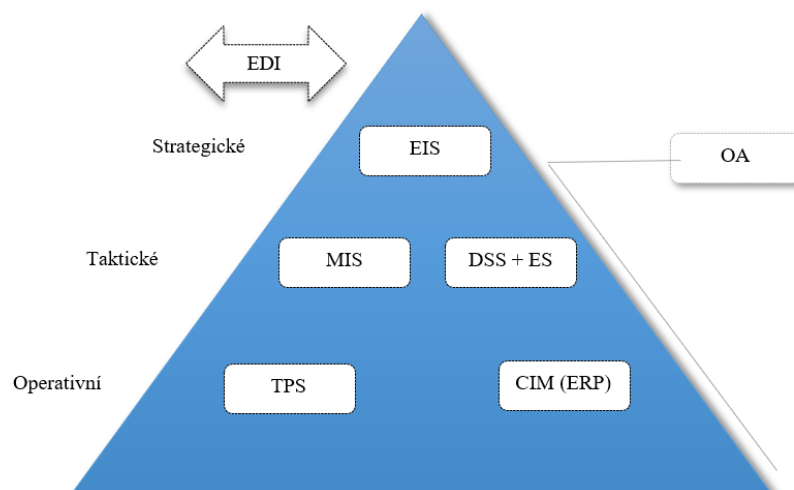 EDI
Strategické
EIS
OA
Taktické
MIS
DSS + ES
Operativní
TPS
CIM (ERP)